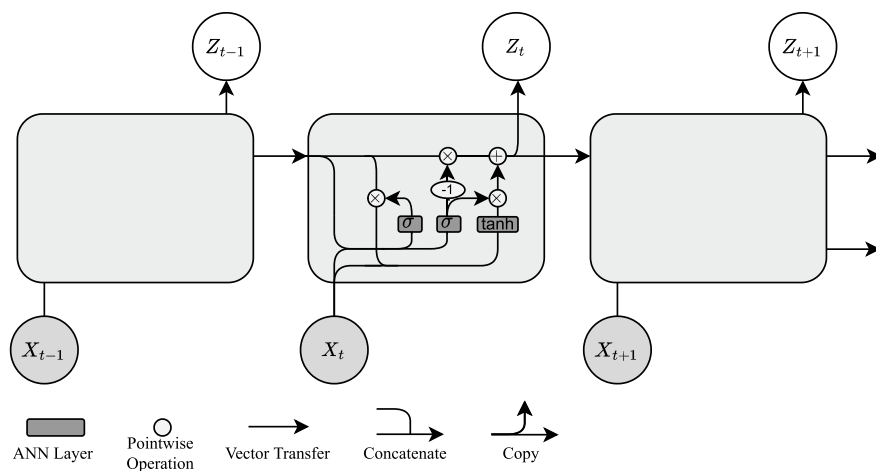 Z_{t-1}
Z_t
Z_{t+1}
×
+
-1
×
×
σ
σ
tanh
X_{t-1}
X_t
X_{t+1}
ANN Layer
Pointwise
Operation
Vector Transfer
Concatenate
Copy